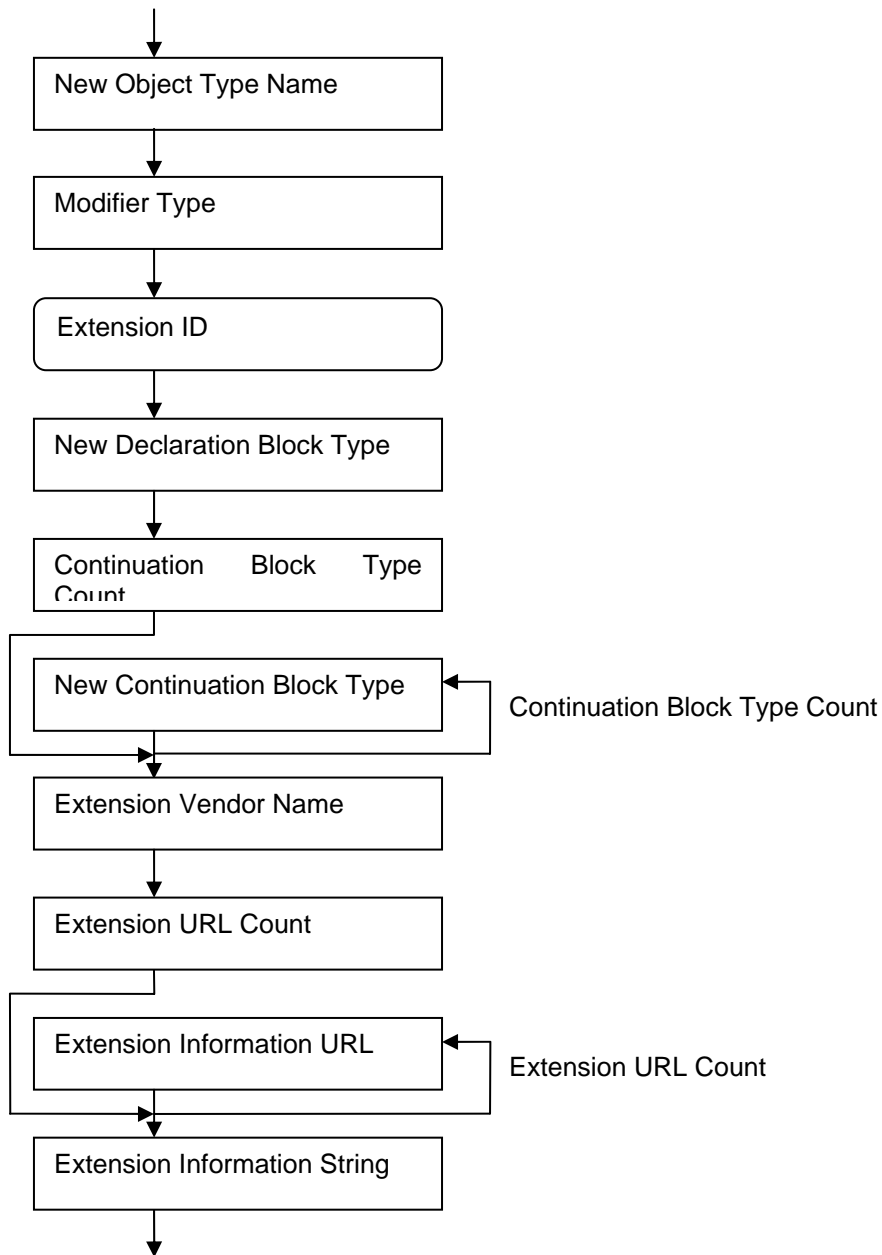 New Object Type Name
Modifier Type
Extension ID
New Declaration Block Type
Continuation Block Type
Count
New Continuation Block Type
Continuation Block Type Count
Extension Vendor Name
Extension URL Count
Extension Information URL
Extension URL Count
Extension Information String